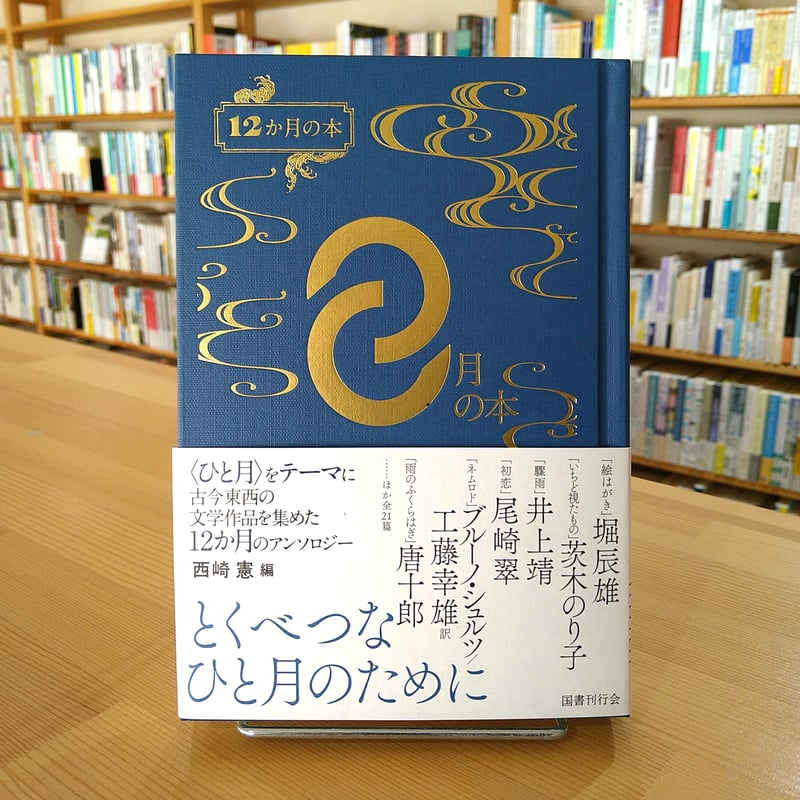 12か月の本
8
月
の本
〈ひと月〉をテーマに
古今東西の
文学作品を集めた
12か月のアンソロジー
西崎 憲 編
「絵はがき」堀辰雄
「いちど視たもの」茨木のり子
「驟雨」井上靖
「初恋」尾崎翠
「ネムロド」ブルーノ・シュルツ/
工藤幸雄 訳
「雨のふくらはぎ」唐十郎
……ほか全21篇
とくべつな
ひと月のために
国書刊行会